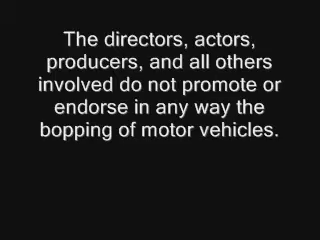 The directors, actors,
producers, and all others
involved do not promote or
endorse in any way the
bopping of motor vehicles.